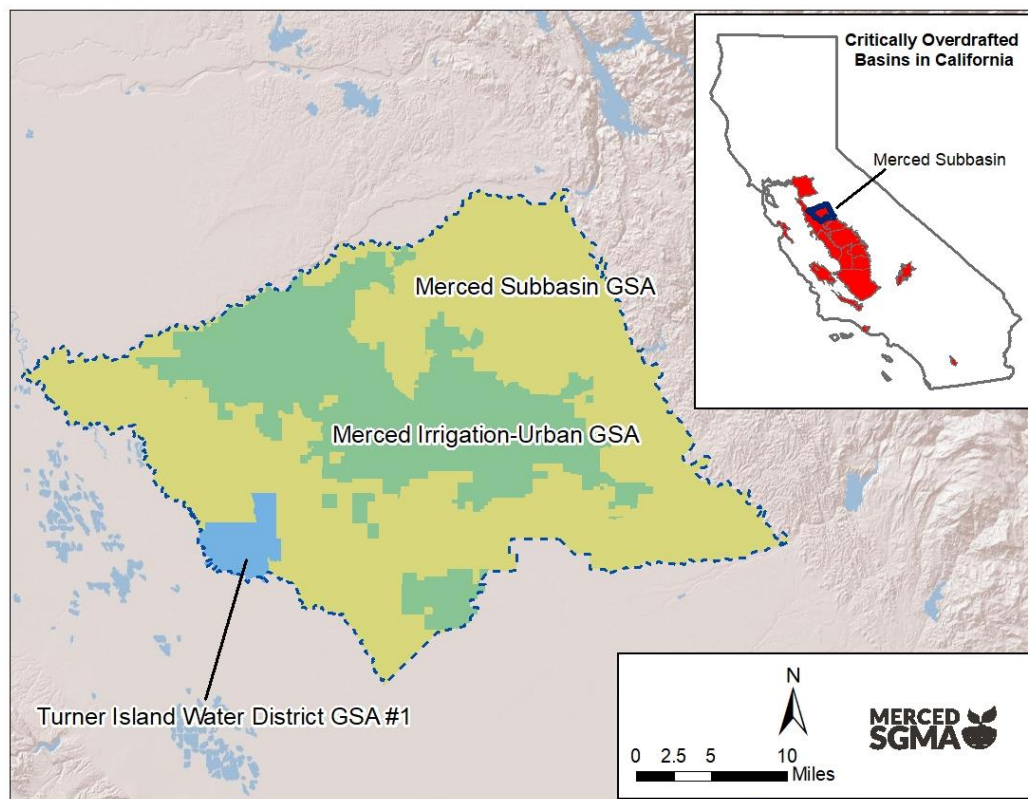 Critically Overdrafted
Basins in California
Merced Subbasin
Merced Subbasin GSA
Merced Irrigation-Urban GSA
Turner Island Water District GSA #1
N
0 2.5 5 10
Miles
MERCED
SGMA